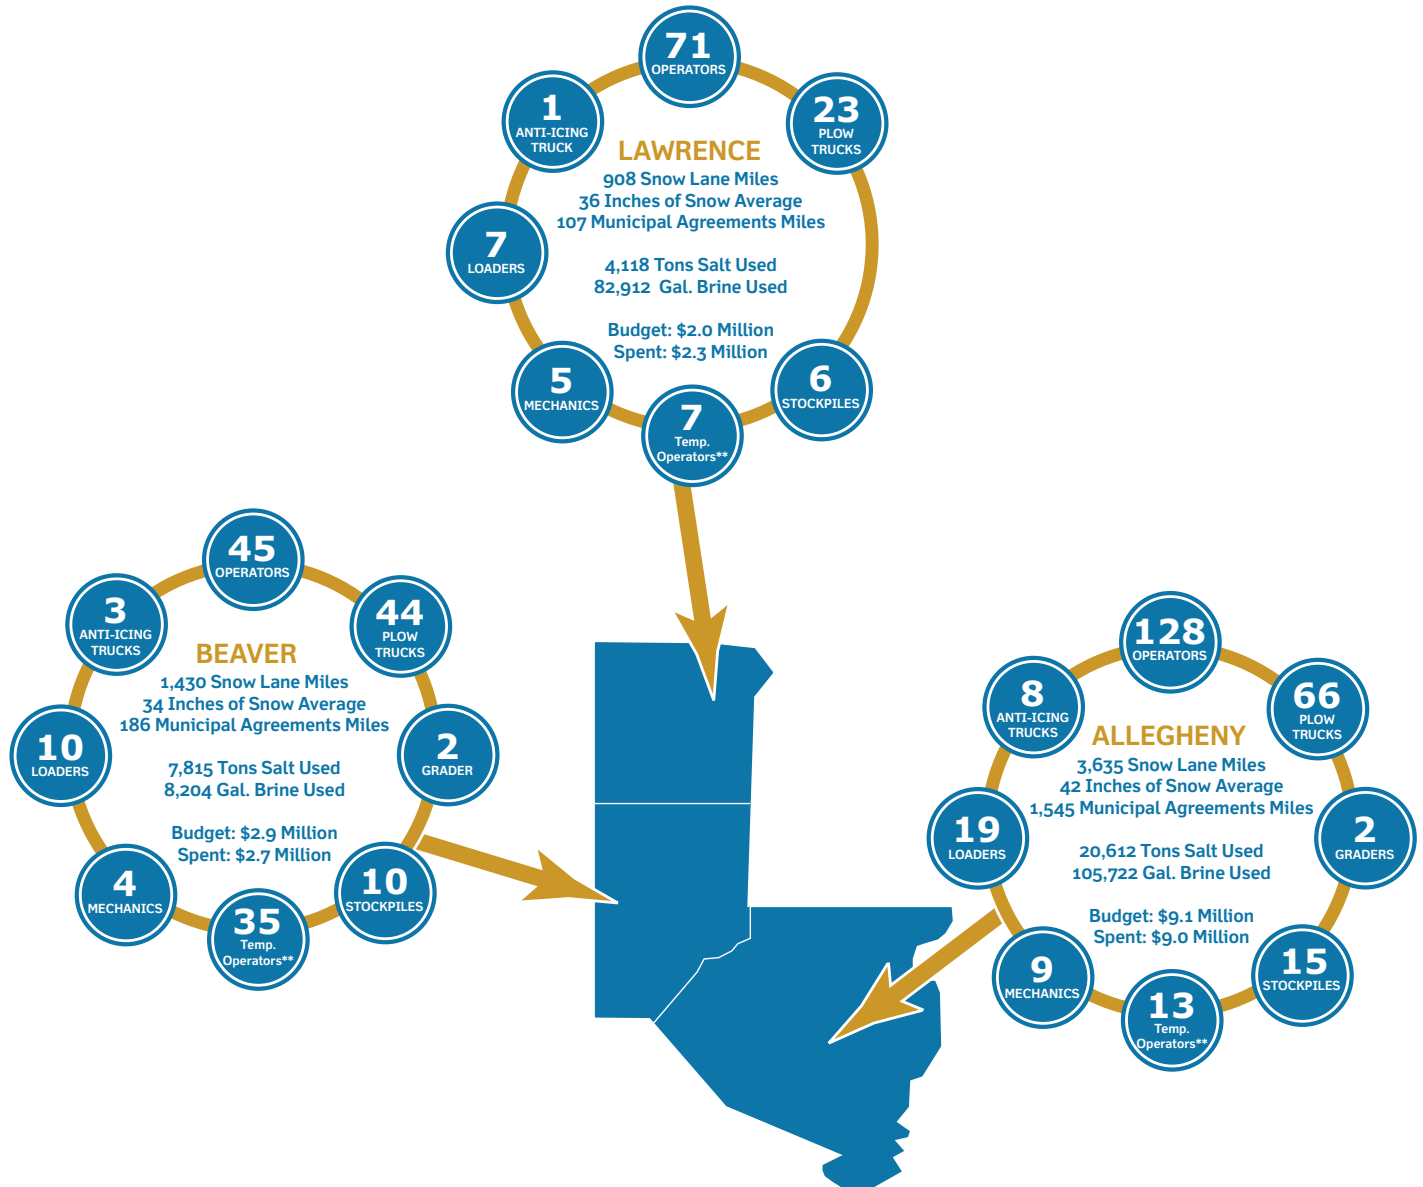 71
OPERATORS
1
ANTI-ICING
TRUCK
23
PLOW
TRUCKS
LAWRENCE
908 Snow Lane Miles
36 Inches of Snow Average
107 Municipal Agreements Miles
7
LOADERS
4,118 Tons Salt Used
82,912 Gal. Brine Used
Budget: $2.0 Million
Spent: $2.3 Million
5
MECHANICS
6
STOCKPILES
7
Temp.
Operators**
45
OPERATORS
3
ANTI-ICING
TRUCKS
44
PLOW
TRUCKS
BEAVER
1,430 Snow Lane Miles
34 Inches of Snow Average
186 Municipal Agreements Miles
10
LOADERS
2
GRADER
7,815 Tons Salt Used
8,204 Gal. Brine Used
Budget: $2.9 Million
Spent: $2.7 Million
4
MECHANICS
10
STOCKPILES
35
Temp.
Operators**
128
OPERATORS
8
ANTI-ICING
TRUCKS
66
PLOW
TRUCKS
ALLEGHENY
3,635 Snow Lane Miles
42 Inches of Snow Average
1,545 Municipal Agreements Miles
19
LOADERS
2
GRADERS
20,612 Tons Salt Used
105,722 Gal. Brine Used
Budget: $9.1 Million
Spent: $9.0 Million
9
MECHANICS
15
STOCKPILES
13
Temp.
Operators**